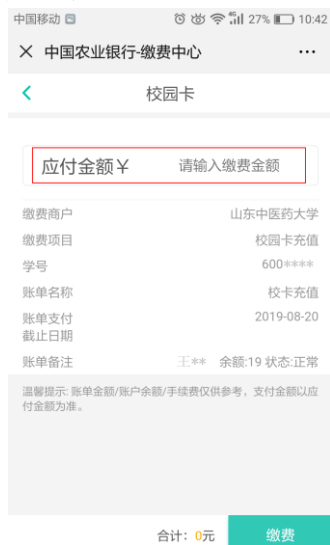 中国移动 27% 10:42
× 中国农业银行-缴费中心 ...
< 校园卡
应付金额￥ 请输入缴费金额
缴费商户 山东中医药大学
缴费项目 校园卡充值
学号 600****
账单名称 校卡充值
账单支付 2019-08-20
截止日期
账单备注 王** 余额:19 状态:正常
温馨提示: 账单金额/账户余额/手续费仅供参考，支付金额以应
付金额为准。
合计: 0元 缴费